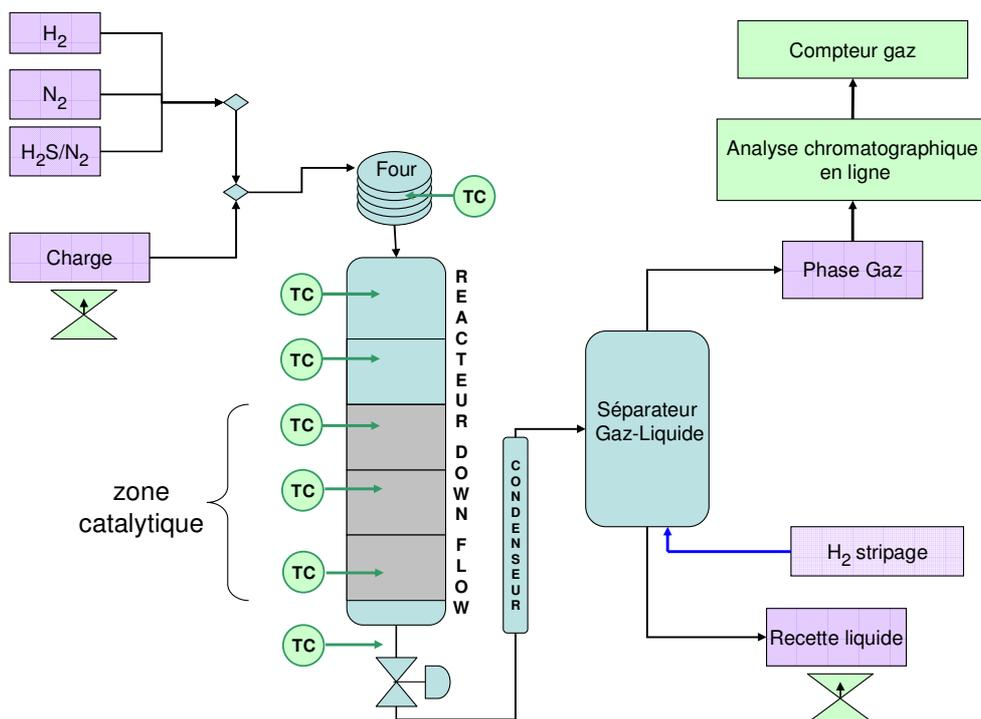 H2
N2
H2S/N2
Charge
Four
TC
TC
TC
TC
TC
TC
TC
REACTEUR DOWN FLOW
zone
catalytique
CONDENSEUR
Séparateur
Gaz-Liquide
Compteur gaz
Analyse chromatographique
en ligne
Phase Gaz
H2 stripage
Recette liquide